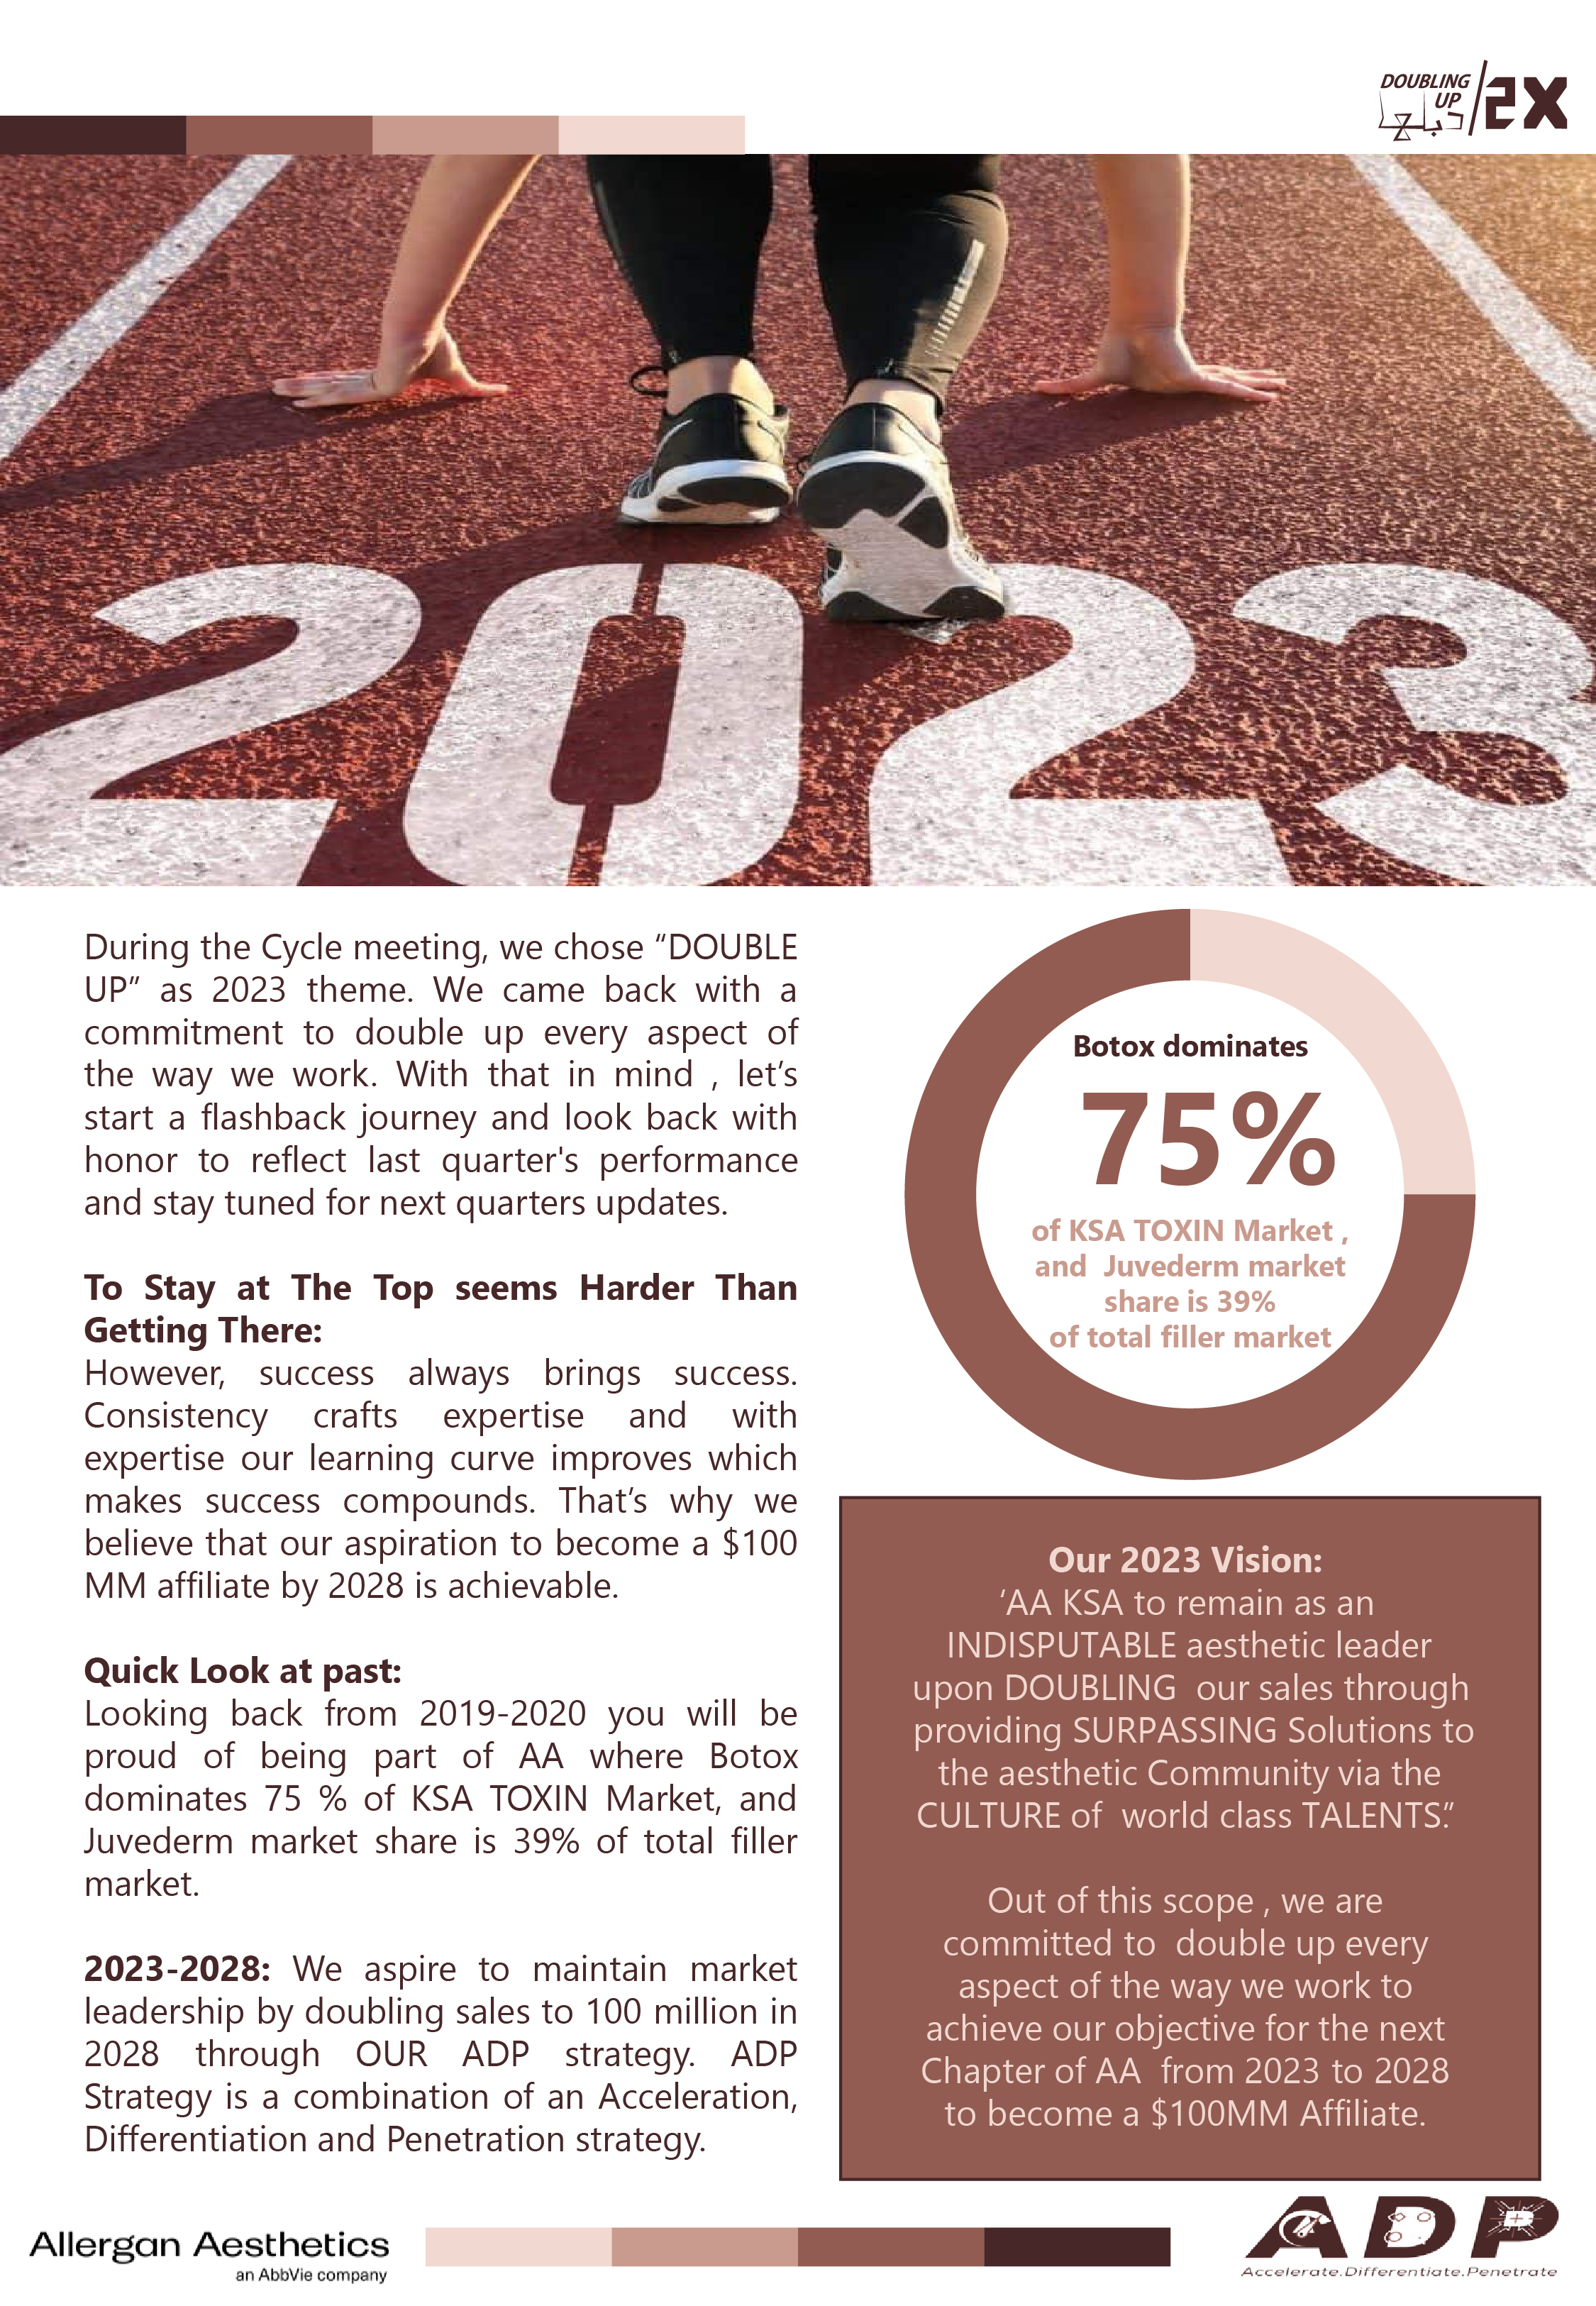 DOUBLING
UP
2X
2023
During the Cycle meeting, we chose “DOUBLE
UP” as 2023 theme. We came back with a
commitment to double up every aspect of
the way we work. With that in mind , let’s
start a flashback journey and look back with
honor to reflect last quarter's performance
and stay tuned for next quarters updates.
To Stay at The Top seems Harder Than
Getting There:
However, success always brings success.
Consistency crafts expertise and with
expertise our learning curve improves which
makes success compounds. That’s why we
believe that our aspiration to become a $100
MM affiliate by 2028 is achievable.
Quick Look at past:
Looking back from 2019-2020 you will be
proud of being part of AA where Botox
dominates 75 % of KSA TOXIN Market, and
Juvederm market share is 39% of total filler
market.
2023-2028: We aspire to maintain market
leadership by doubling sales to 100 million in
2028 through OUR ADP strategy. ADP
Strategy is a combination of an Acceleration,
Differentiation and Penetration strategy.
Botox dominates
75%
of KSA TOXIN Market ,
and Juvederm market
share is 39%
of total filler market
Our 2023 Vision:
‘AA KSA to remain as an
INDISPUTABLE aesthetic leader
upon DOUBLING our sales through
providing SURPASSING Solutions to
the aesthetic Community via the
CULTURE of world class TALENTS.”
Out of this scope , we are
committed to double up every
aspect of the way we work to
achieve our objective for the next
Chapter of AA from 2023 to 2028
to become a $100MM Affiliate.
Allergan Aesthetics
an AbbVie company
ADP
Accelerate.Differentiate.Penetrate